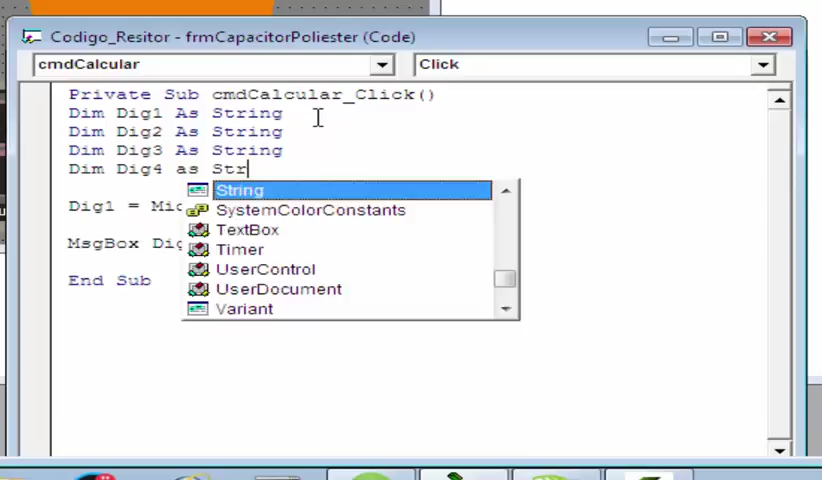 Codigo_Resitor - frmCapacitorPoliester (Code)
cmdCalcular Click
Private Sub cmdCalcular_Click()
Dim Dig1 As String
Dim Dig2 As String
Dim Dig3 As String
Dim Dig4 as Str
String
Dig1 = Mid
SystemColorConstants
TextBox
MsgBox Dig
Timer
UserControl
End Sub
UserDocument
Variant